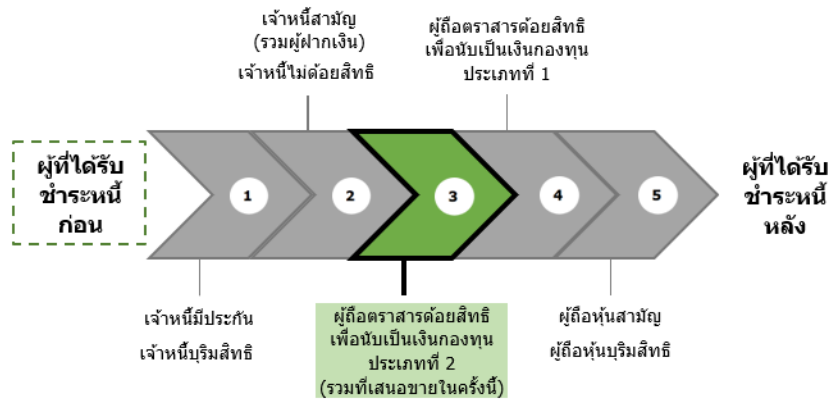 เจ้าหนี้สามัญ
(รวมผู้ฝากเงิน)
เจ้าหนี้ไม่ด้อยสิทธิ
ผู้ถือตราสารด้อยสิทธิ
เพื่อนับเป็นเงินกองทุน
ประเภทที่ 1
ผู้ที่ได้รับ
ชำระหนี้
ก่อน
1
2
3
4
5
ผู้ที่ได้รับ
ชำระหนี้
หลัง
เจ้าหนี้มีประกัน
เจ้าหนี้บุริมสิทธิ
ผู้ถือตราสารด้อยสิทธิ
เพื่อนับเป็นเงินกองทุน
ประเภทที่ 2
(รวมที่เสนอขายในครั้งนี้)
ผู้ถือหุ้นสามัญ
ผู้ถือหุ้นบุริมสิทธิ